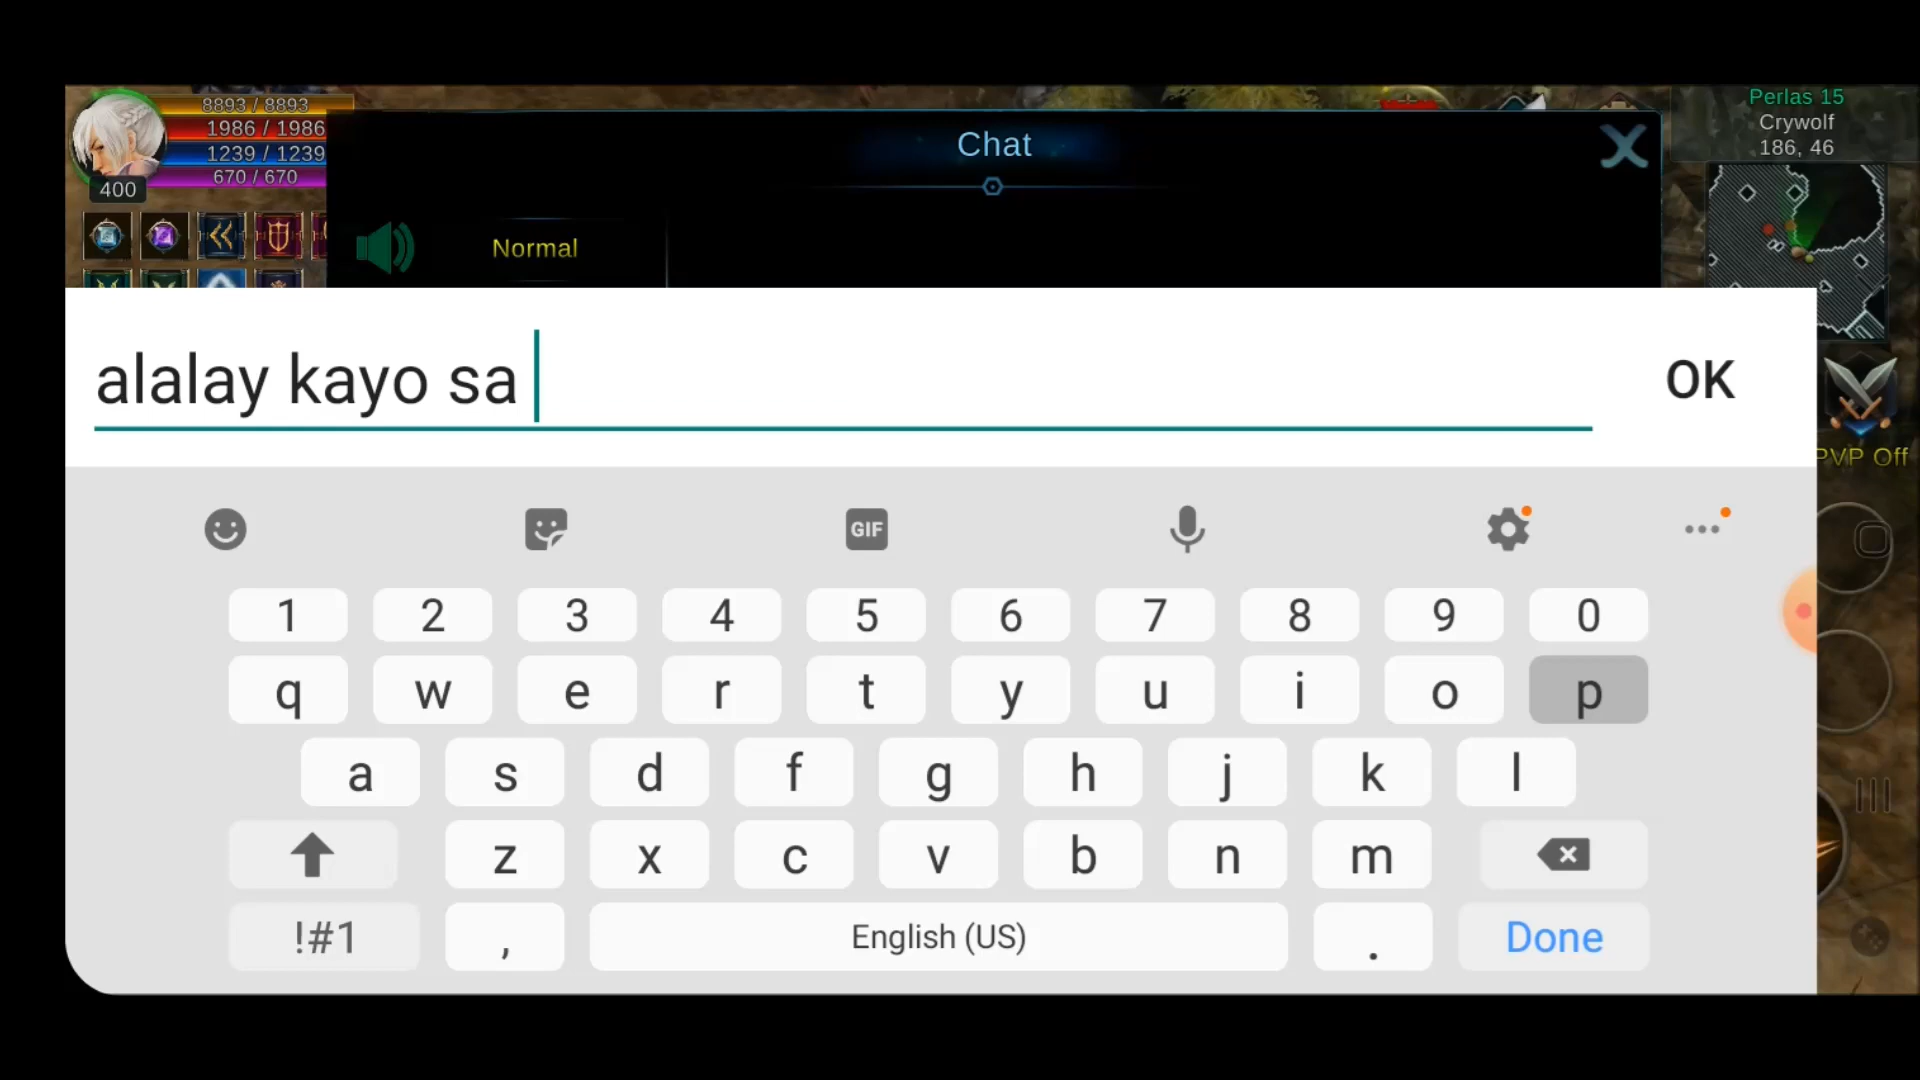 8893 / 8893
1986 / 1986
1239 / 1239
670 / 670
400
Chat
Normal
Perlas 15
Crywolf
186, 46
alalay kayo sa
OK
PVP Off
GIF
1 2 3 4 5 6 7 8 9 0
q w e r t y u i o p
a s d f g h j k l
z x c v b n m
!#1 , English (US) . Done